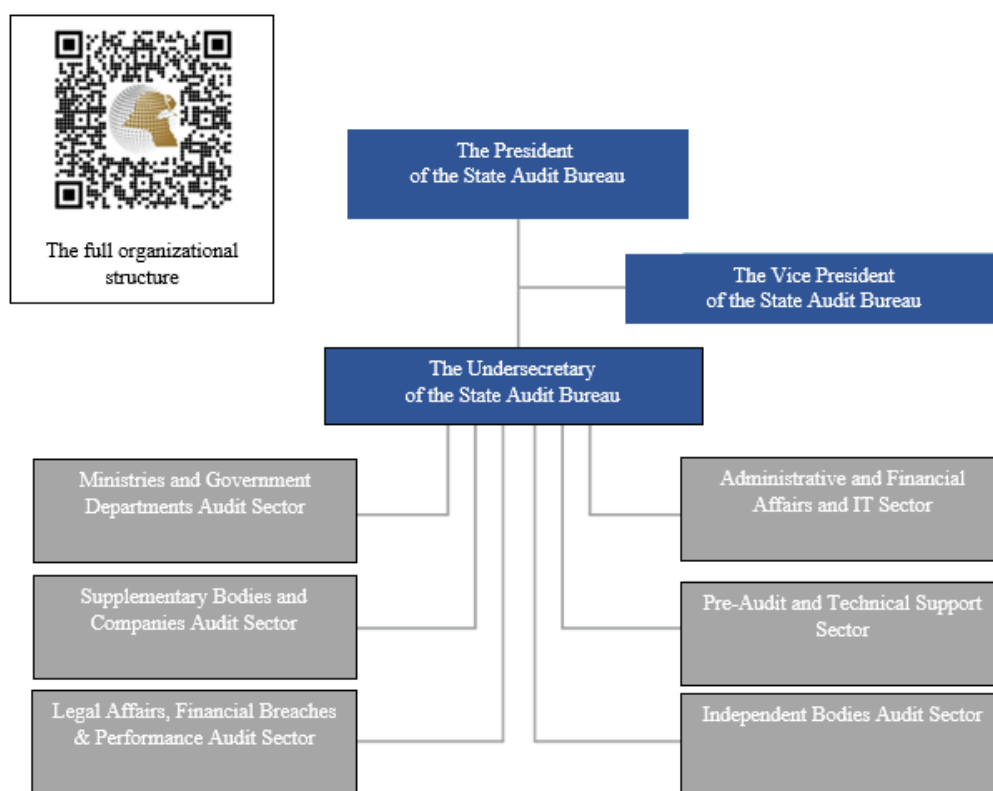 The full organizational
structure
The President
of the State Audit Bureau
The Vice President
of the State Audit Bureau
The Undersecretary
of the State Audit Bureau
Ministries and Government
Departments Audit Sector
Administrative and Financial
Affairs and IT Sector
Supplementary Bodies and
Companies Audit Sector
Pre-Audit and Technical Support
Sector
Legal Affairs, Financial Breaches
& Performance Audit Sector
Independent Bodies Audit Sector